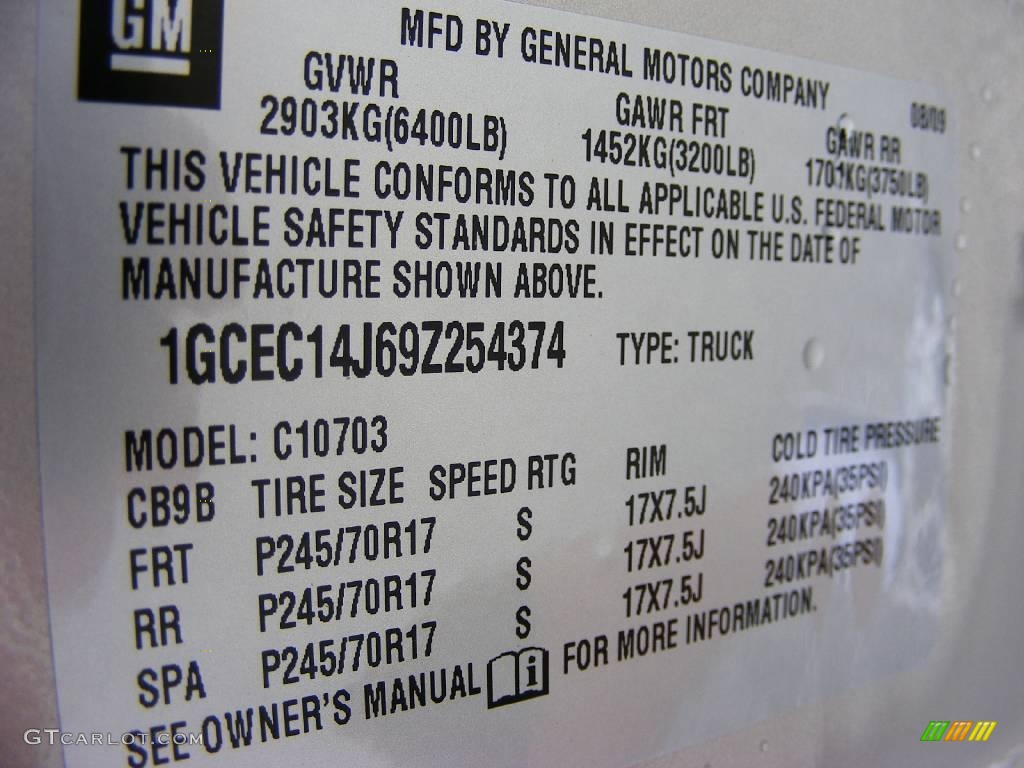 GM
MFD BY GENERAL MOTORS COMPANY
08/09
GVWR GAWR FRT GAWR RR
2903KG(6400LB) 1452KG(3200LB) 1701KG(3750LB)
THIS VEHICLE CONFORMS TO ALL APPLICABLE U.S. FEDERAL MOTOR
VEHICLE SAFETY STANDARDS IN EFFECT ON THE DATE OF
MANUFACTURE SHOWN ABOVE.
1GCEC14J69Z254374 TYPE: TRUCK
MODEL: C10703
CB9B TIRE SIZE SPEED RTG RIM COLD TIRE PRESSURE
FRT P245/70R17 S 17X7.5J 240KPA(35PSI)
RR P245/70R17 S 17X7.5J 240KPA(35PSI)
SPA P245/70R17 S 17X7.5J 240KPA(35PSI)
SEE OWNER'S MANUAL i FOR MORE INFORMATION.
GTCarLot.com